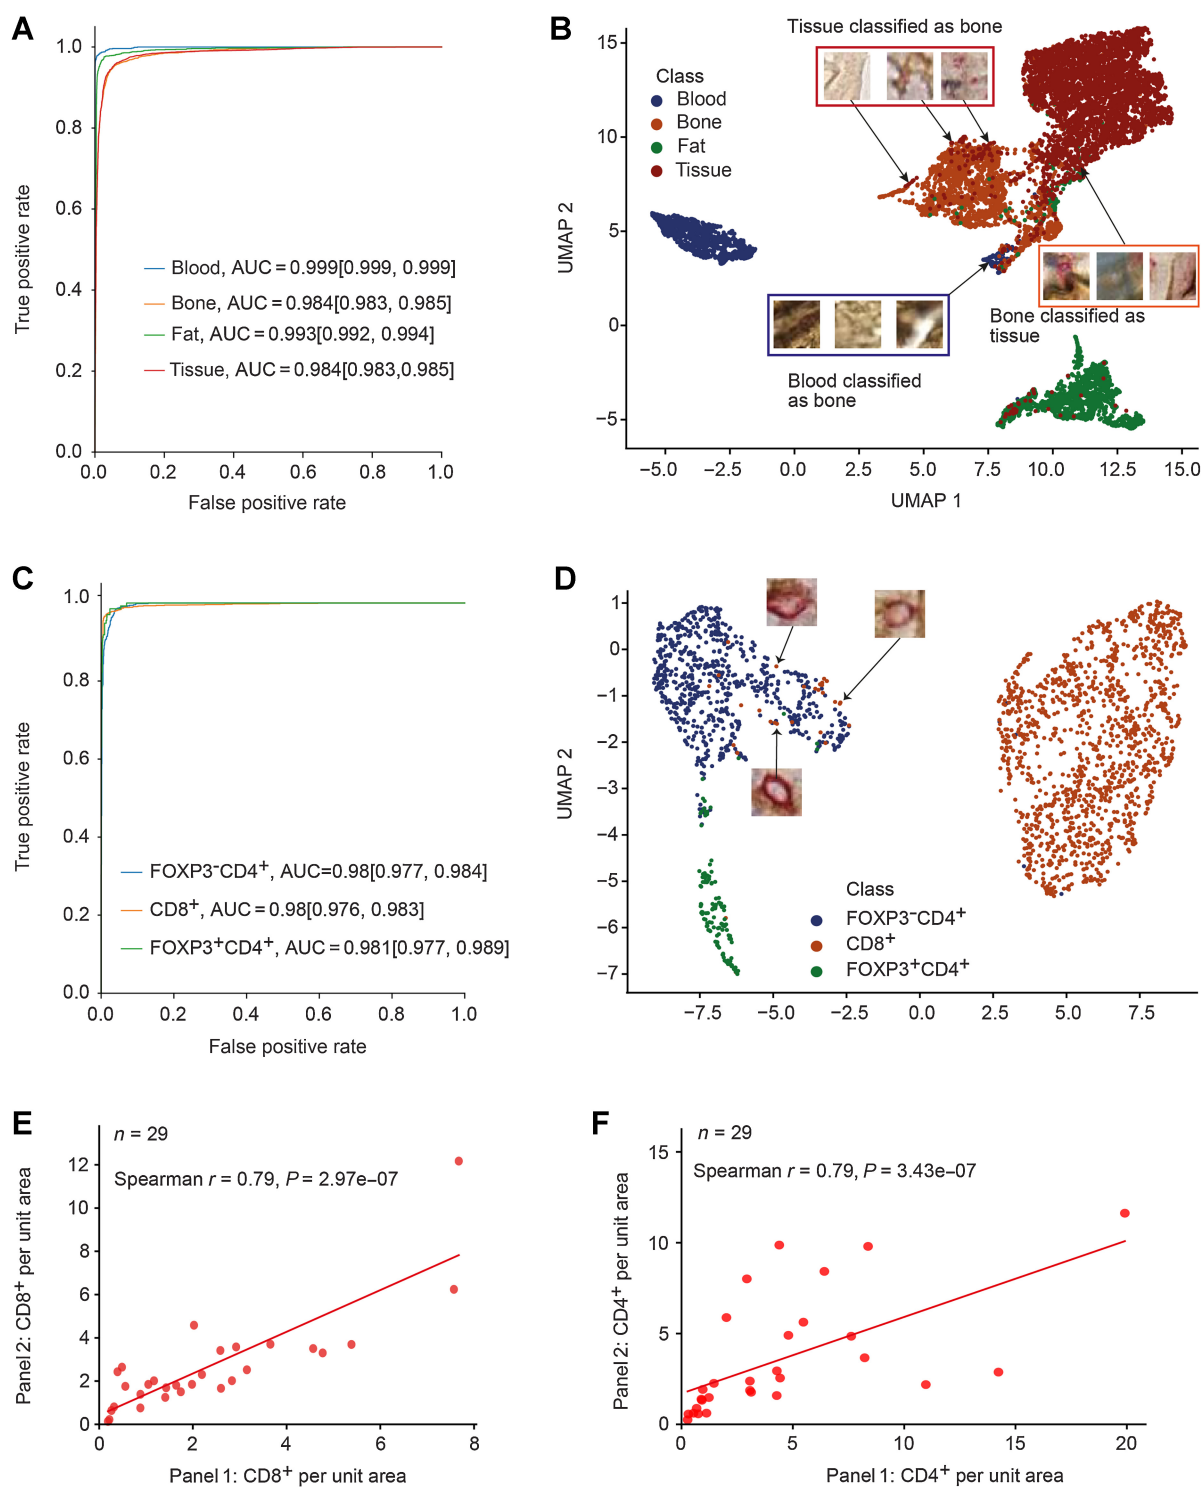 A
1.0
0.8
0.6
0.4
0.2
0.0
True positive rate
Blood, AUC = 0.999[0.999, 0.999]
Bone, AUC = 0.984[0.983, 0.985]
Fat, AUC = 0.993[0.992, 0.994]
Tissue, AUC = 0.984[0.983,0.985]
0.0 0.2 0.4 0.6 0.8 1.0
False positive rate
B
Tissue classified as bone
Class
Blood
Bone
Fat
Tissue
15
10
5
0
−5
UMAP 2
Blood classified
as bone
Bone classified as
tissue
−5.0 −2.5 0.0 2.5 5.0 7.5 10.0 12.5 15.0
UMAP 1
C
1.0
0.8
0.6
0.4
0.2
0.0
True positive rate
FOXP3⁻CD4⁺, AUC=0.98[0.977, 0.984]
CD8⁺, AUC=0.98[0.976, 0.983]
FOXP3⁺CD4⁺, AUC = 0.981[0.977, 0.989]
0.0 0.2 0.4 0.6 0.8 1.0
False positive rate
D
1
0
−1
−2
−3
−4
−5
−6
−7
UMAP 2
Class
FOXP3⁻CD4⁺
CD8⁺
FOXP3⁺CD4⁺
−7.5 −5.0 −2.5 0.0 2.5 5.0 7.5
E
n = 29
Spearman r = 0.79, P = 2.97e−07
12
10
8
6
4
2
0
Panel 2: CD8⁺ per unit area
0 2 4 6 8
Panel 1: CD8⁺ per unit area
F
n = 29
Spearman r = 0.79, P = 3.43e−07
15
10
5
0
Panel 2: CD4⁺ per unit area
0 5 10 15 20
Panel 1: CD4⁺ per unit area